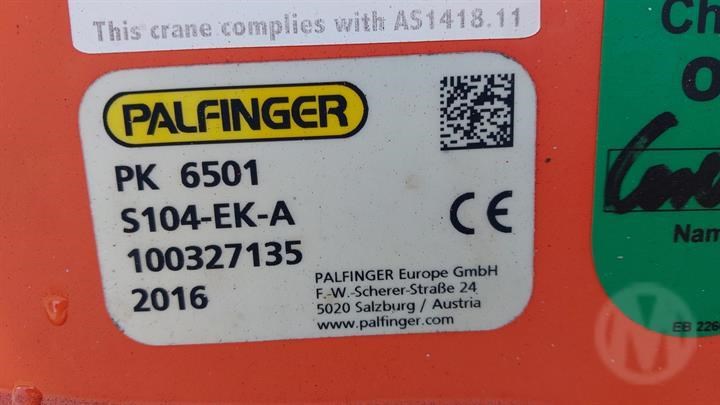 This crane complies with AS1418.11
PALFINGER
PK 6501
S104-EK-A
100327135
2016
CE
PALFINGER Europe GmbH
F.-W.-Scherer-Straße 24
5020 Salzburg / Austria
www.palfinger.com
Ch
O
Nam
EB 226
M